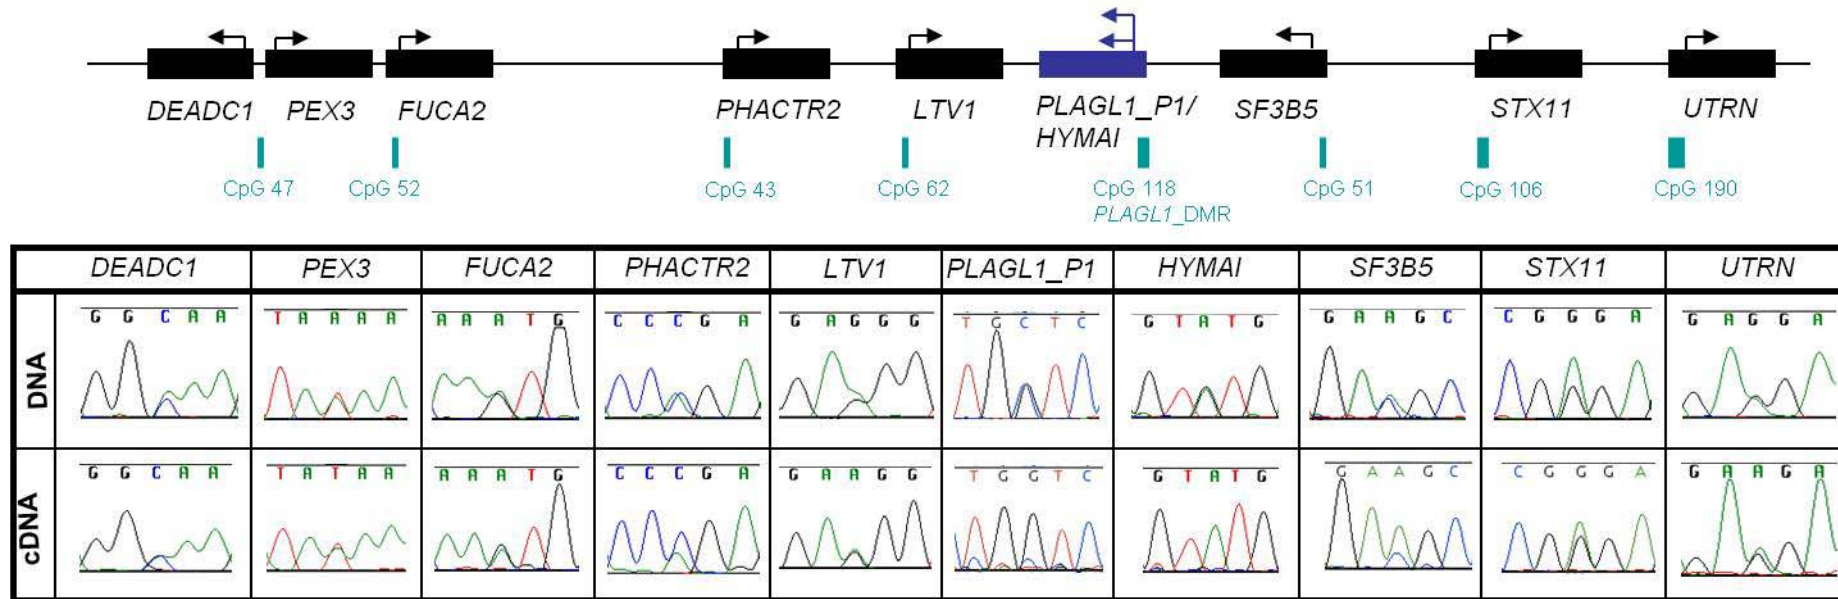 DEADC1 PEX3 FUCA2 PHACTR2 LTV1 PLAGL1_P1/ SF3B5 STX11 UTRN
HYMAI
CpG 47 CpG 52 CpG 43 CpG 62 CpG 118 CpG 51 CpG 106 CpG 190
PLAGL1_DMR
DEADC1 PEX3 FUCA2 PHACTR2 LTV1 PLAGL1_P1 HYMAI SF3B5 STX11 UTRN
DNA
G G C A A T A A A A A A A T G C C C G A G A G G G T G C T C G T A T G G A A G C C G G G A G A G G A
cDNA
G G C A A T A T A A A A A T G C C C G A G A A G G T G G T C G T A T G G A A G C C G G G A G A A G A